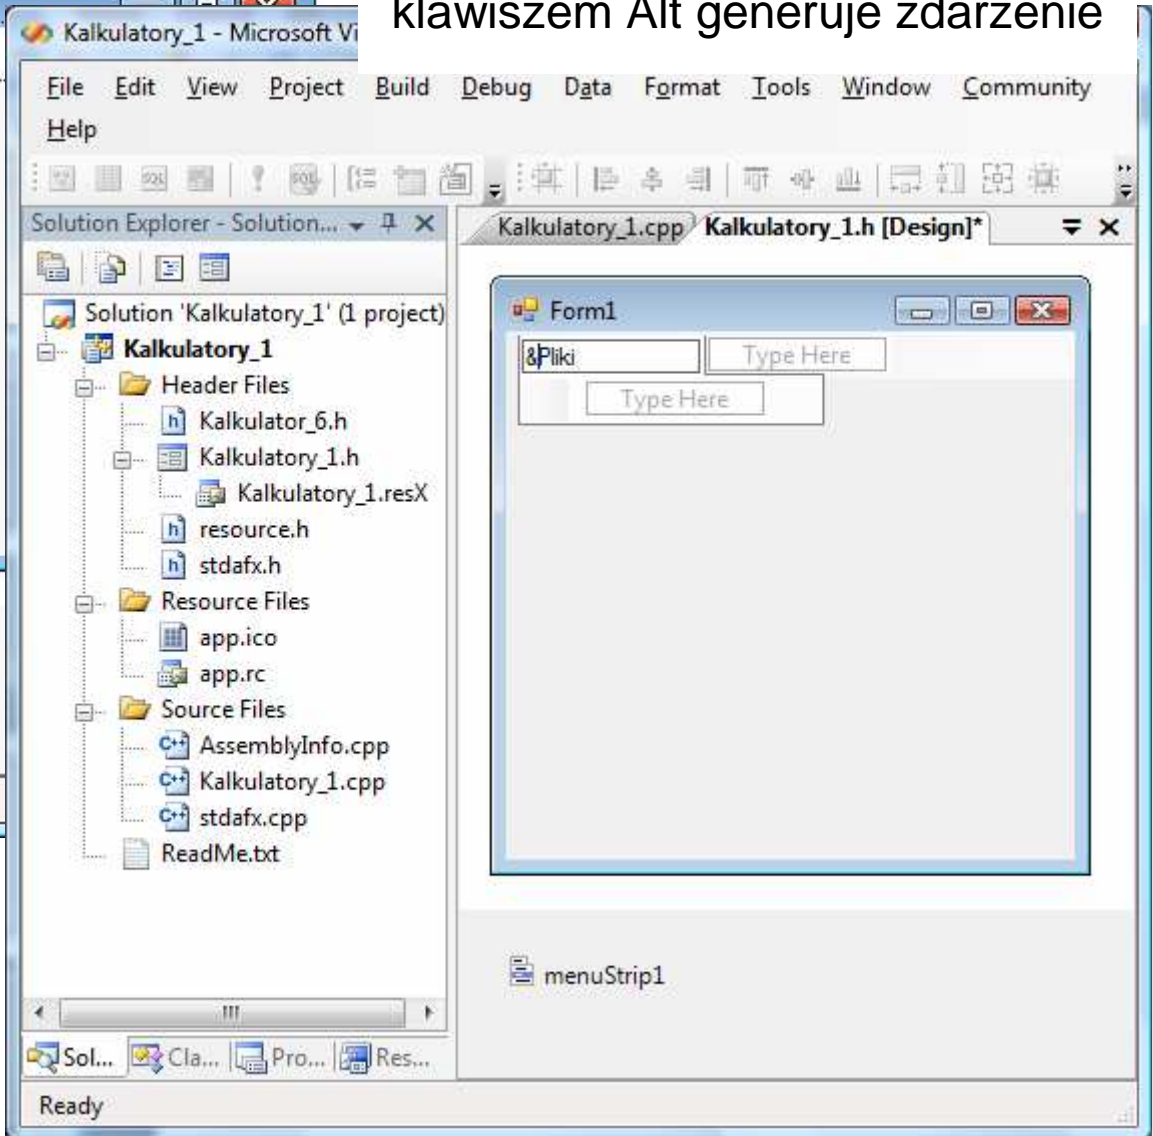 klawiszem Alt generuje zdarzenie
Kalkulatory_1 - Microsoft Vi
File Edit View Project Build Debug Data Format Tools Window Community
Help
Solution Explorer - Solution...
Kalkulatory_1.cpp Kalkulatory_1.h [Design]*
Solution 'Kalkulatory_1' (1 project)
Kalkulatory_1
Header Files
Kalkulator_6.h
Kalkulatory_1.h
Kalkulatory_1.resX
resource.h
stdafx.h
Resource Files
app.ico
app.rc
Source Files
AssemblyInfo.cpp
Kalkulatory_1.cpp
stdafx.cpp
ReadMe.txt
Form1
&Pliki Type Here
Type Here
menuStrip1
Sol... Cla... Pro... Res...
Ready